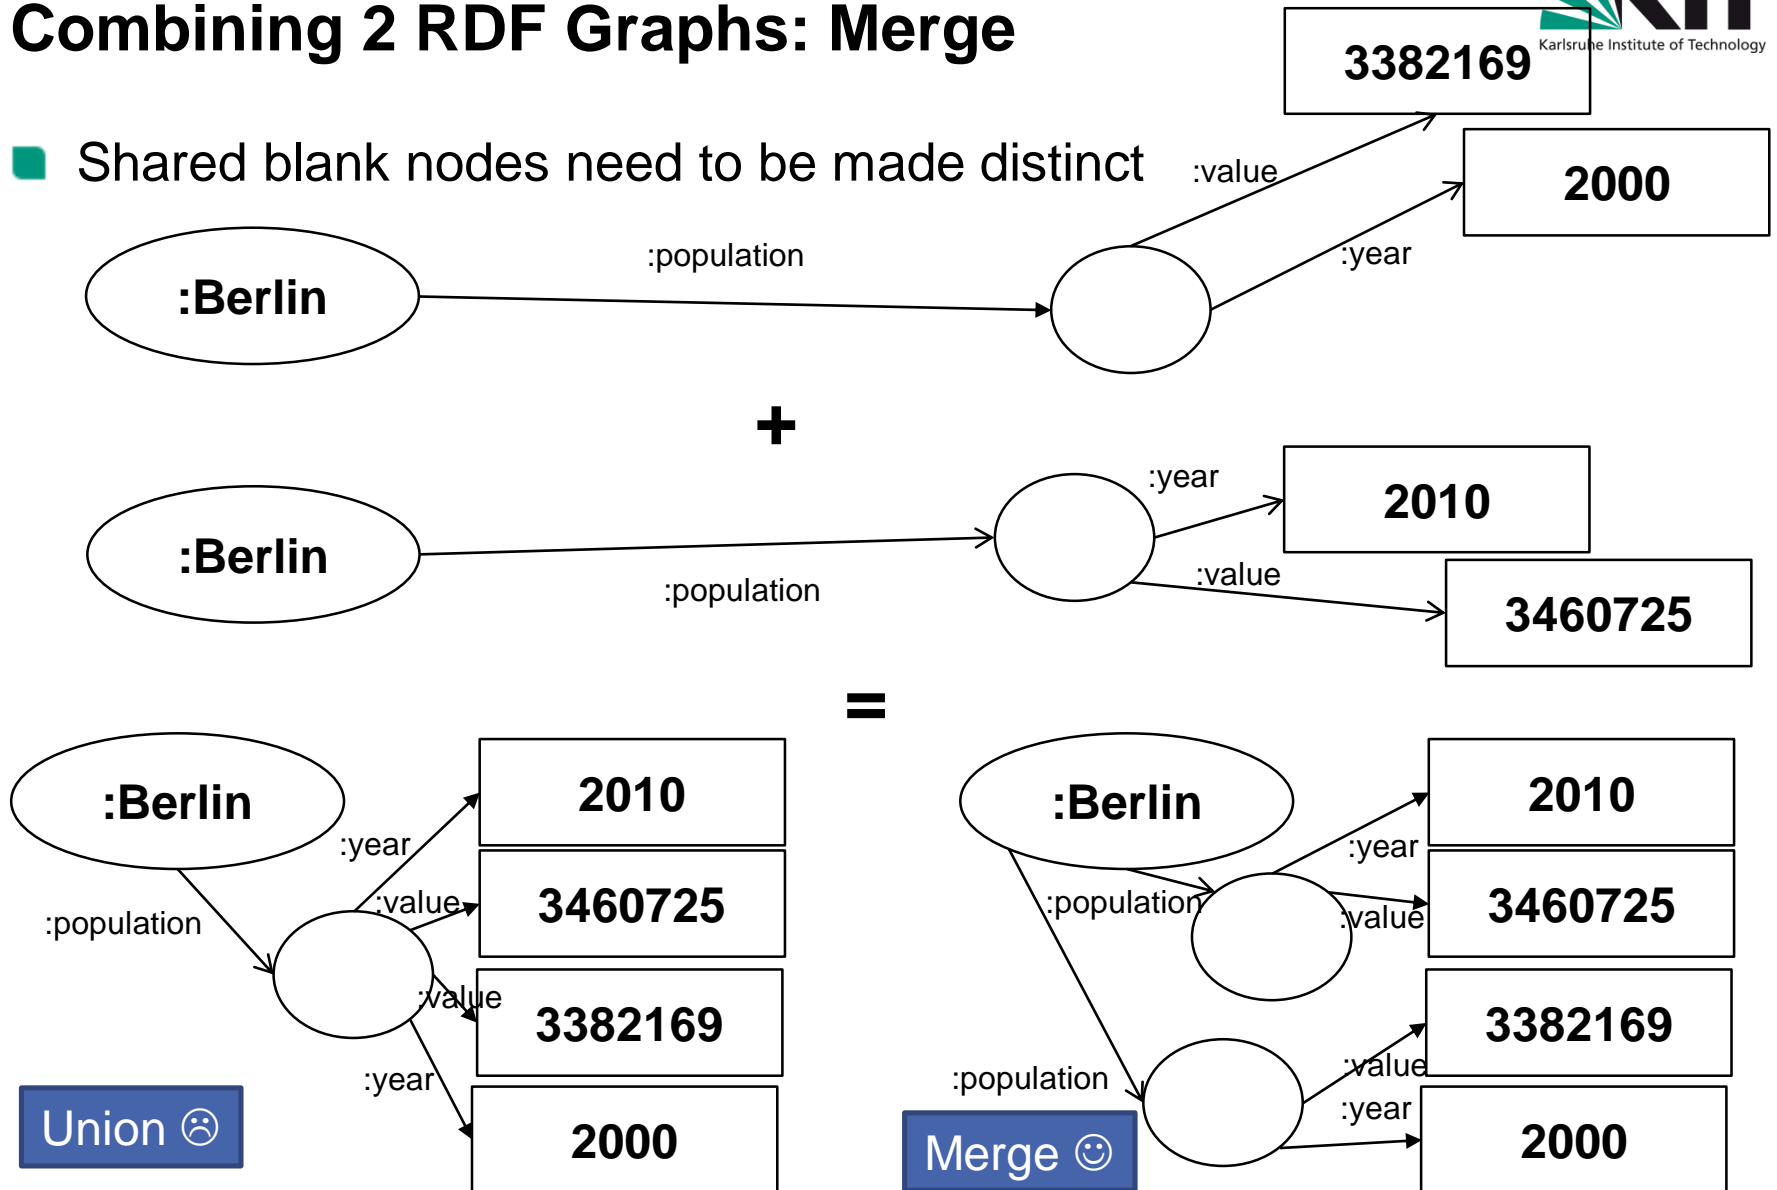 Combining 2 RDF Graphs: Merge
KIT
Karlsruhe Institute of Technology
3382169
Shared blank nodes need to be made distinct
:value
2000
:population
:year
:Berlin
+
:year
2010
:Berlin
:value
:population
3460725
=
:Berlin
2010
:year
:value
3460725
:population
:value
3382169
:year
Union ☹
2000
:Berlin
2010
:year
:population
:value
3460725
3382169
:value
:population
:year
Merge ☺
2000